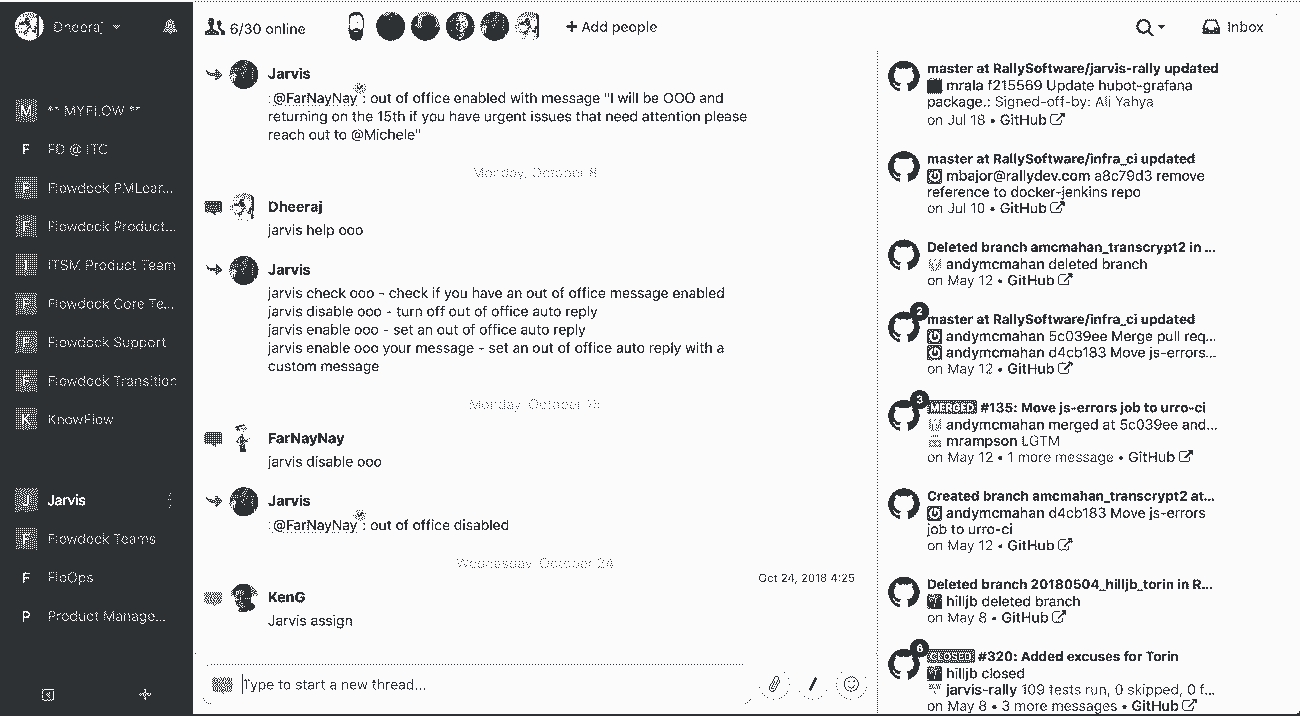 Dheeraj
** MYFLOW **
FD @ ITC
Flowdock PMLear...
Flowdock Product...
ITSM Product Team
Flowdock Core Te...
Flowdock Support
Flowdock Transition
KnowFlow
Jarvis
Flowdock Teams
FloOps
Product Manage...
6/30 online
+ Add people
Inbox
Jarvis
: @FarNayNay : out of office enabled with message "I will be OOO and
returning on the 15th if you have urgent issues that need attention please
reach out to @Michele"
Monday, October 8
Dheeraj
jarvis help ooo
Jarvis
jarvis check ooo - check if you have an out of office message enabled
jarvis disable ooo - turn off out of office auto reply
jarvis enable ooo - set an out of office auto reply
jarvis enable ooo your message - set an out of office auto reply with a
custom message
Monday, October 15
FarNayNay
jarvis disable ooo
Jarvis
: @FarNayNay : out of office disabled
Wednesday, October 24
Oct 24, 2018 4:25
KenG
Jarvis assign
Type to start a new thread...
master at RallySoftware/jarvis-rally updated
mrala f215569 Update hubot-grafana
package.: Signed-off-by: Ali Yahya
on Jul 18 • GitHub
master at RallySoftware/infra_ci updated
mbajor@rallydev.com a8c79d3 remove
reference to docker-jenkins repo
on Jul 10 • GitHub
Deleted branch amcmahan_transcrypt2 in ...
andymcmahan deleted branch
on May 12 • GitHub
2
master at RallySoftware/infra_ci updated
andymcmahan 5c039ee Merge pull req...
andymcmahan d4cb183 Move js-errors...
on May 12 • GitHub
3
MERGED #135: Move js-errors job to urro-ci
andymcmahan merged at 5c039ee and...
mrampson LGTM
on May 12 • 1 more message • GitHub
Created branch amcmahan_transcrypt2 at...
andymcmahan d4cb183 Move js-errors
job to urro-ci
on May 12 • GitHub
Deleted branch 20180504_hilljb_torin in R...
hilljb deleted branch
on May 8 • GitHub
6
CLOSED #320: Added excuses for Torin
hilljb closed
jarvis-rally 109 tests run, 0 skipped, 0 f...
on May 8 • 3 more messages • GitHub